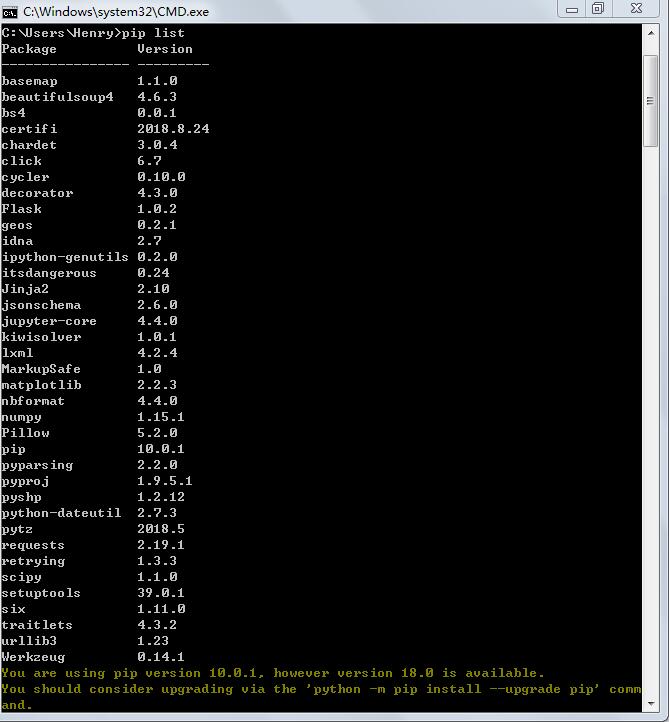 C:\Windows\system32\CMD.exe
C:\Users\Henry>pip list
Package Version
---------------- ---------
basemap 1.1.0
beautifulsoup4 4.6.3
bs4 0.0.1
certifi 2018.8.24
chardet 3.0.4
click 6.7
cycler 0.10.0
decorator 4.3.0
Flask 1.0.2
geos 0.2.1
idna 2.7
ipython-genutils 0.2.0
itsdangerous 0.24
Jinja2 2.10
jsonschema 2.6.0
jupyter-core 4.4.0
kiwisolver 1.0.1
lxml 4.2.4
MarkupSafe 1.0
matplotlib 2.2.3
nbformat 4.4.0
numpy 1.15.1
Pillow 5.2.0
pip 10.0.1
pyparsing 2.2.0
pyproj 1.9.5.1
pyshp 1.2.12
python-dateutil 2.7.3
pytz 2018.5
requests 2.19.1
retrying 1.3.3
scipy 1.1.0
setuptools 39.0.1
six 1.11.0
traitlets 4.3.2
urllib3 1.23
Werkzeug 0.14.1
You are using pip version 10.0.1, however version 18.0 is available.
You should consider upgrading via the 'python -m pip install --upgrade pip' comm
and.